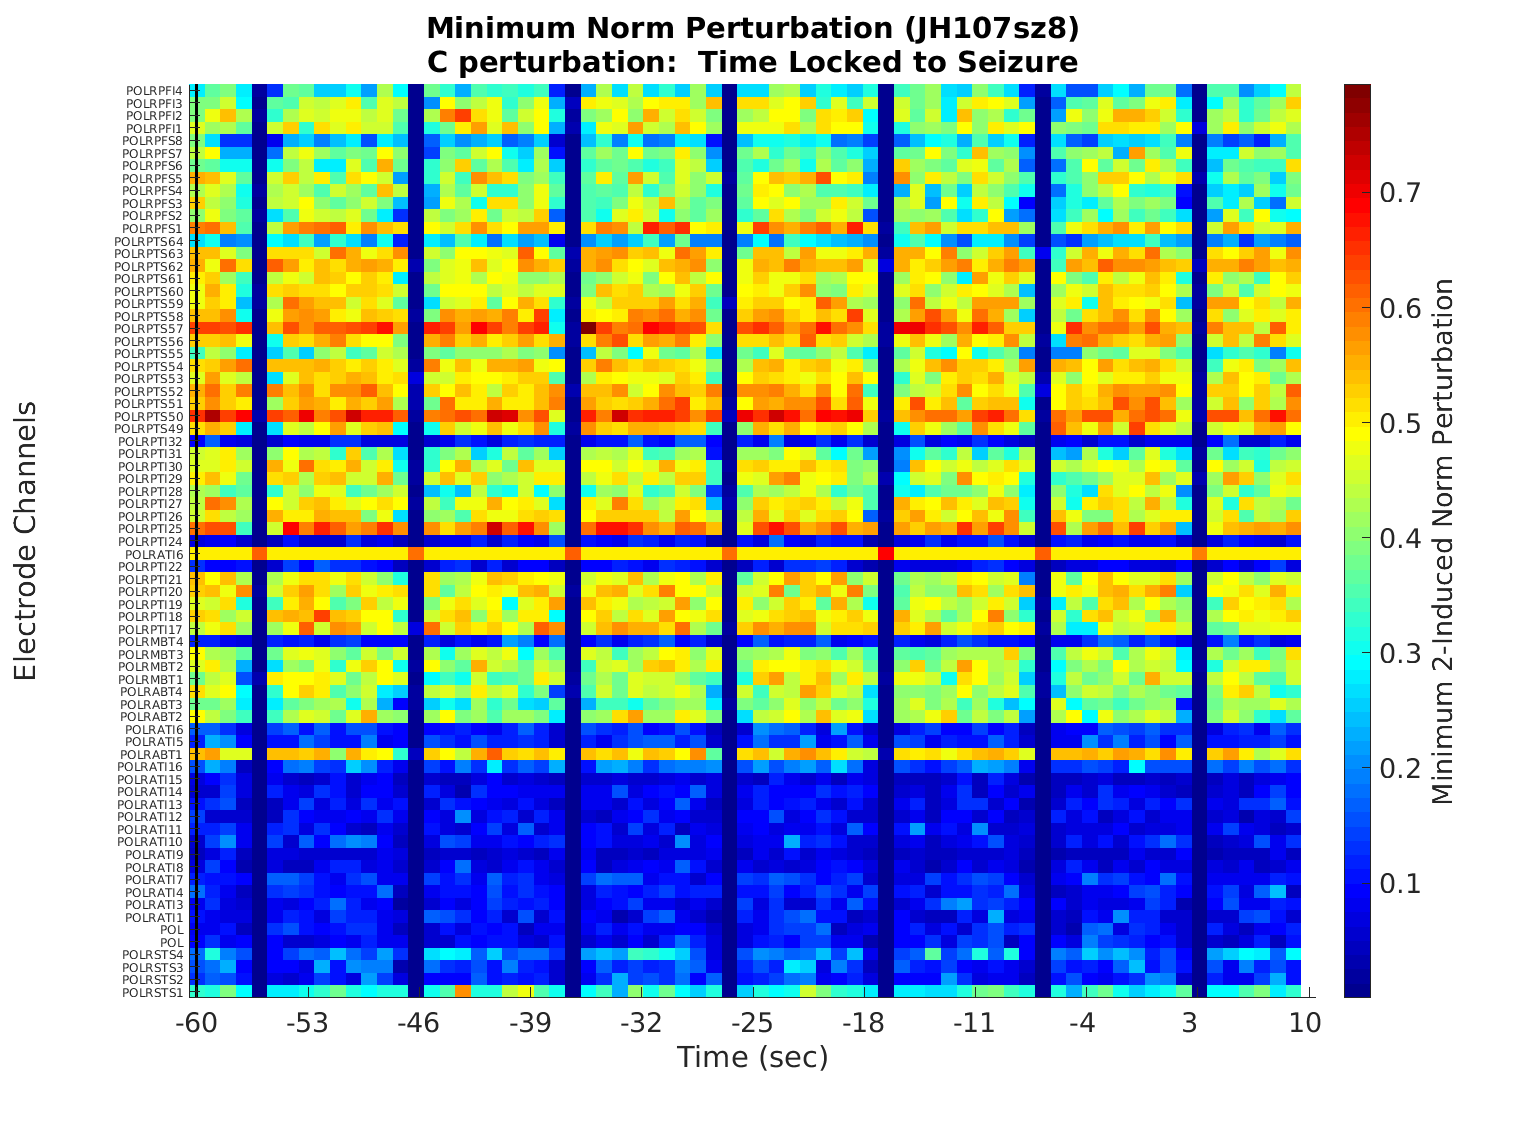 Minimum Norm Perturbation (JH107sz8)
C perturbation:  Time Locked to Seizure
Electrode Channels
POLRPFI4
POLRPFI3
POLRPFI2
POLRPFI1
POLRPFS8
POLRPFS7
POLRPFS6
POLRPFS5
POLRPFS4
POLRPFS3
POLRPFS2
POLRPFS1
POLRPTS64
POLRPTS63
POLRPTS62
POLRPTS61
POLRPTS60
POLRPTS59
POLRPTS58
POLRPTS57
POLRPTS56
POLRPTS55
POLRPTS54
POLRPTS53
POLRPTS52
POLRPTS51
POLRPTS50
POLRPTS49
POLRPTI32
POLRPTI31
POLRPTI30
POLRPTI29
POLRPTI28
POLRPTI27
POLRPTI26
POLRPTI25
POLRPTI24
POLRATI6
POLRPTI22
POLRPTI21
POLRPTI20
POLRPTI19
POLRPTI18
POLRPTI17
POLRMBT4
POLRMBT3
POLRMBT2
POLRMBT1
POLRABT4
POLRABT3
POLRABT2
POLRATI6
POLRATI5
POLRABT1
POLRATI16
POLRATI15
POLRATI14
POLRATI13
POLRATI12
POLRATI11
POLRATI10
POLRATI9
POLRATI8
POLRATI7
POLRATI4
POLRATI3
POLRATI1
POL
POL
POLRSTS4
POLRSTS3
POLRSTS2
POLRSTS1
-60 -53 -46 -39 -32 -25 -18 -11 -4 3 10
Time (sec)
0.7
0.6
0.5
0.4
0.3
0.2
0.1
Minimum 2-Induced Norm Perturbation